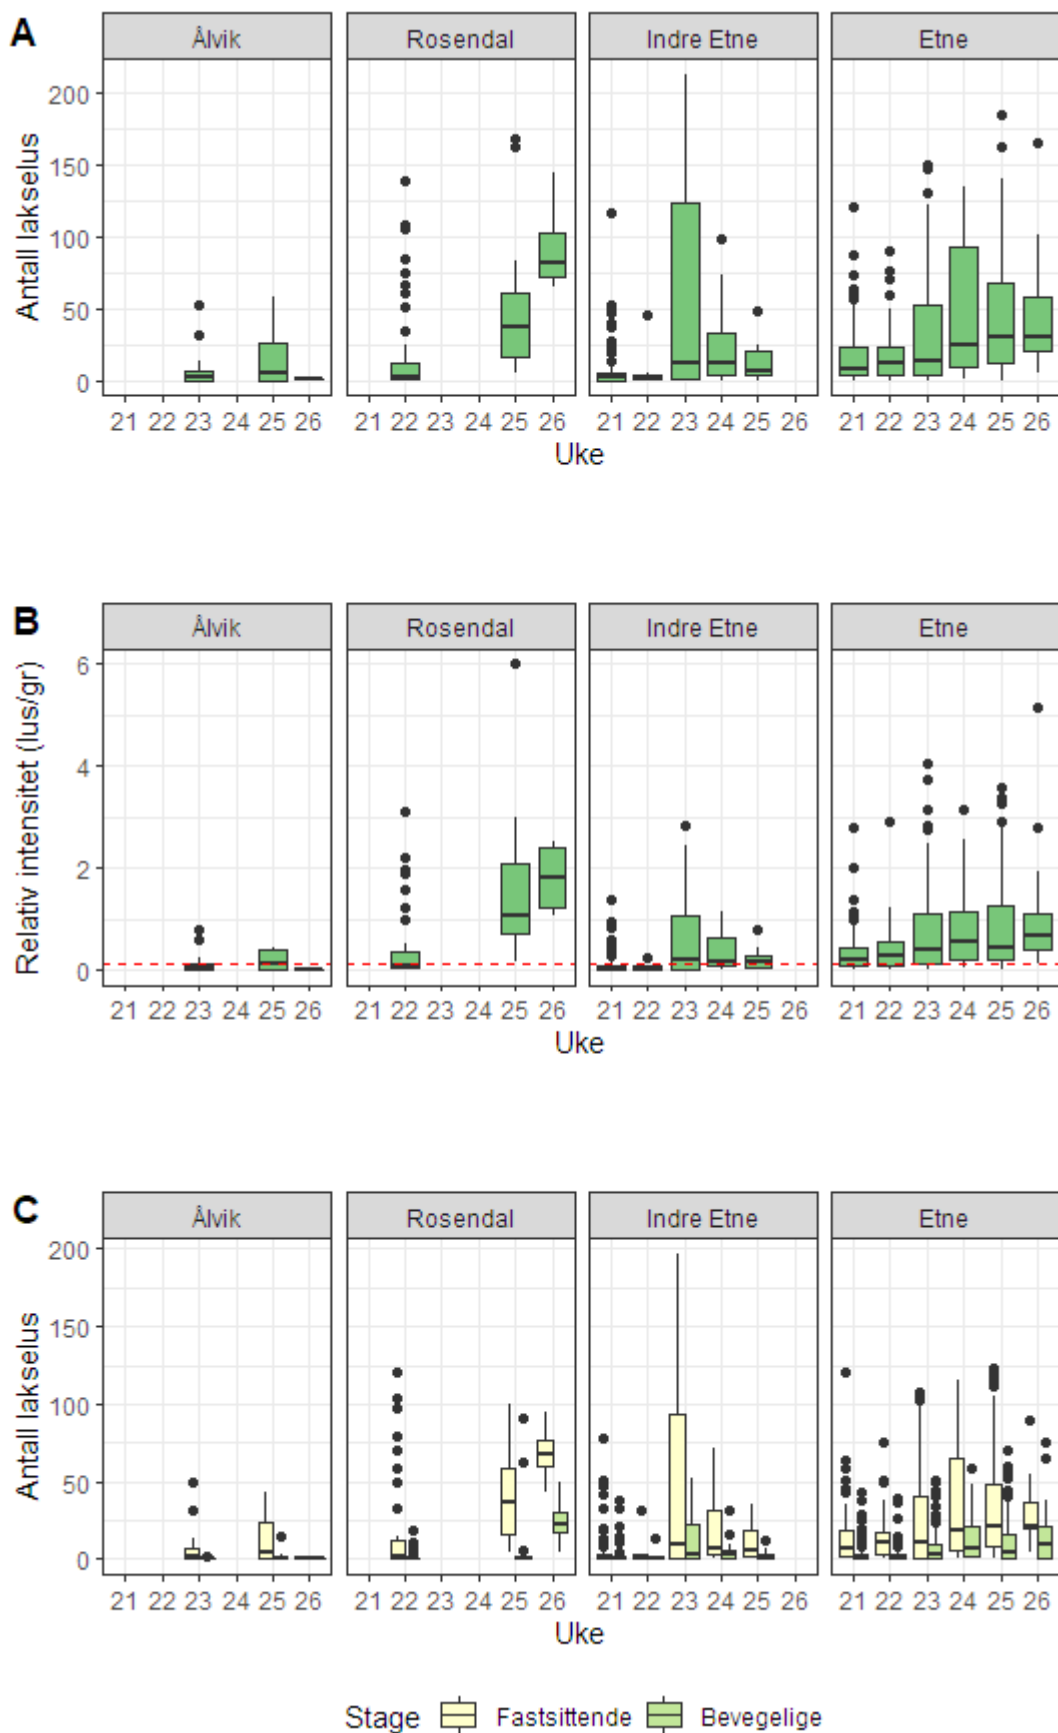 A
Ålvik Rosendal Indre Etne Etne
Antall lakselus
200
150
100
50
0
21 22 23 24 25 26 21 22 23 24 25 26 21 22 23 24 25 26 21 22 23 24 25 26
Uke
B
Ålvik Rosendal Indre Etne Etne
Relativ intensitet (lus/gr)
6
4
2
0
21 22 23 24 25 26 21 22 23 24 25 26 21 22 23 24 25 26 21 22 23 24 25 26
Uke
C
Ålvik Rosendal Indre Etne Etne
Antall lakselus
200
150
100
50
0
21 22 23 24 25 26 21 22 23 24 25 26 21 22 23 24 25 26 21 22 23 24 25 26
Uke
Stage Fastsittende Bevegelige